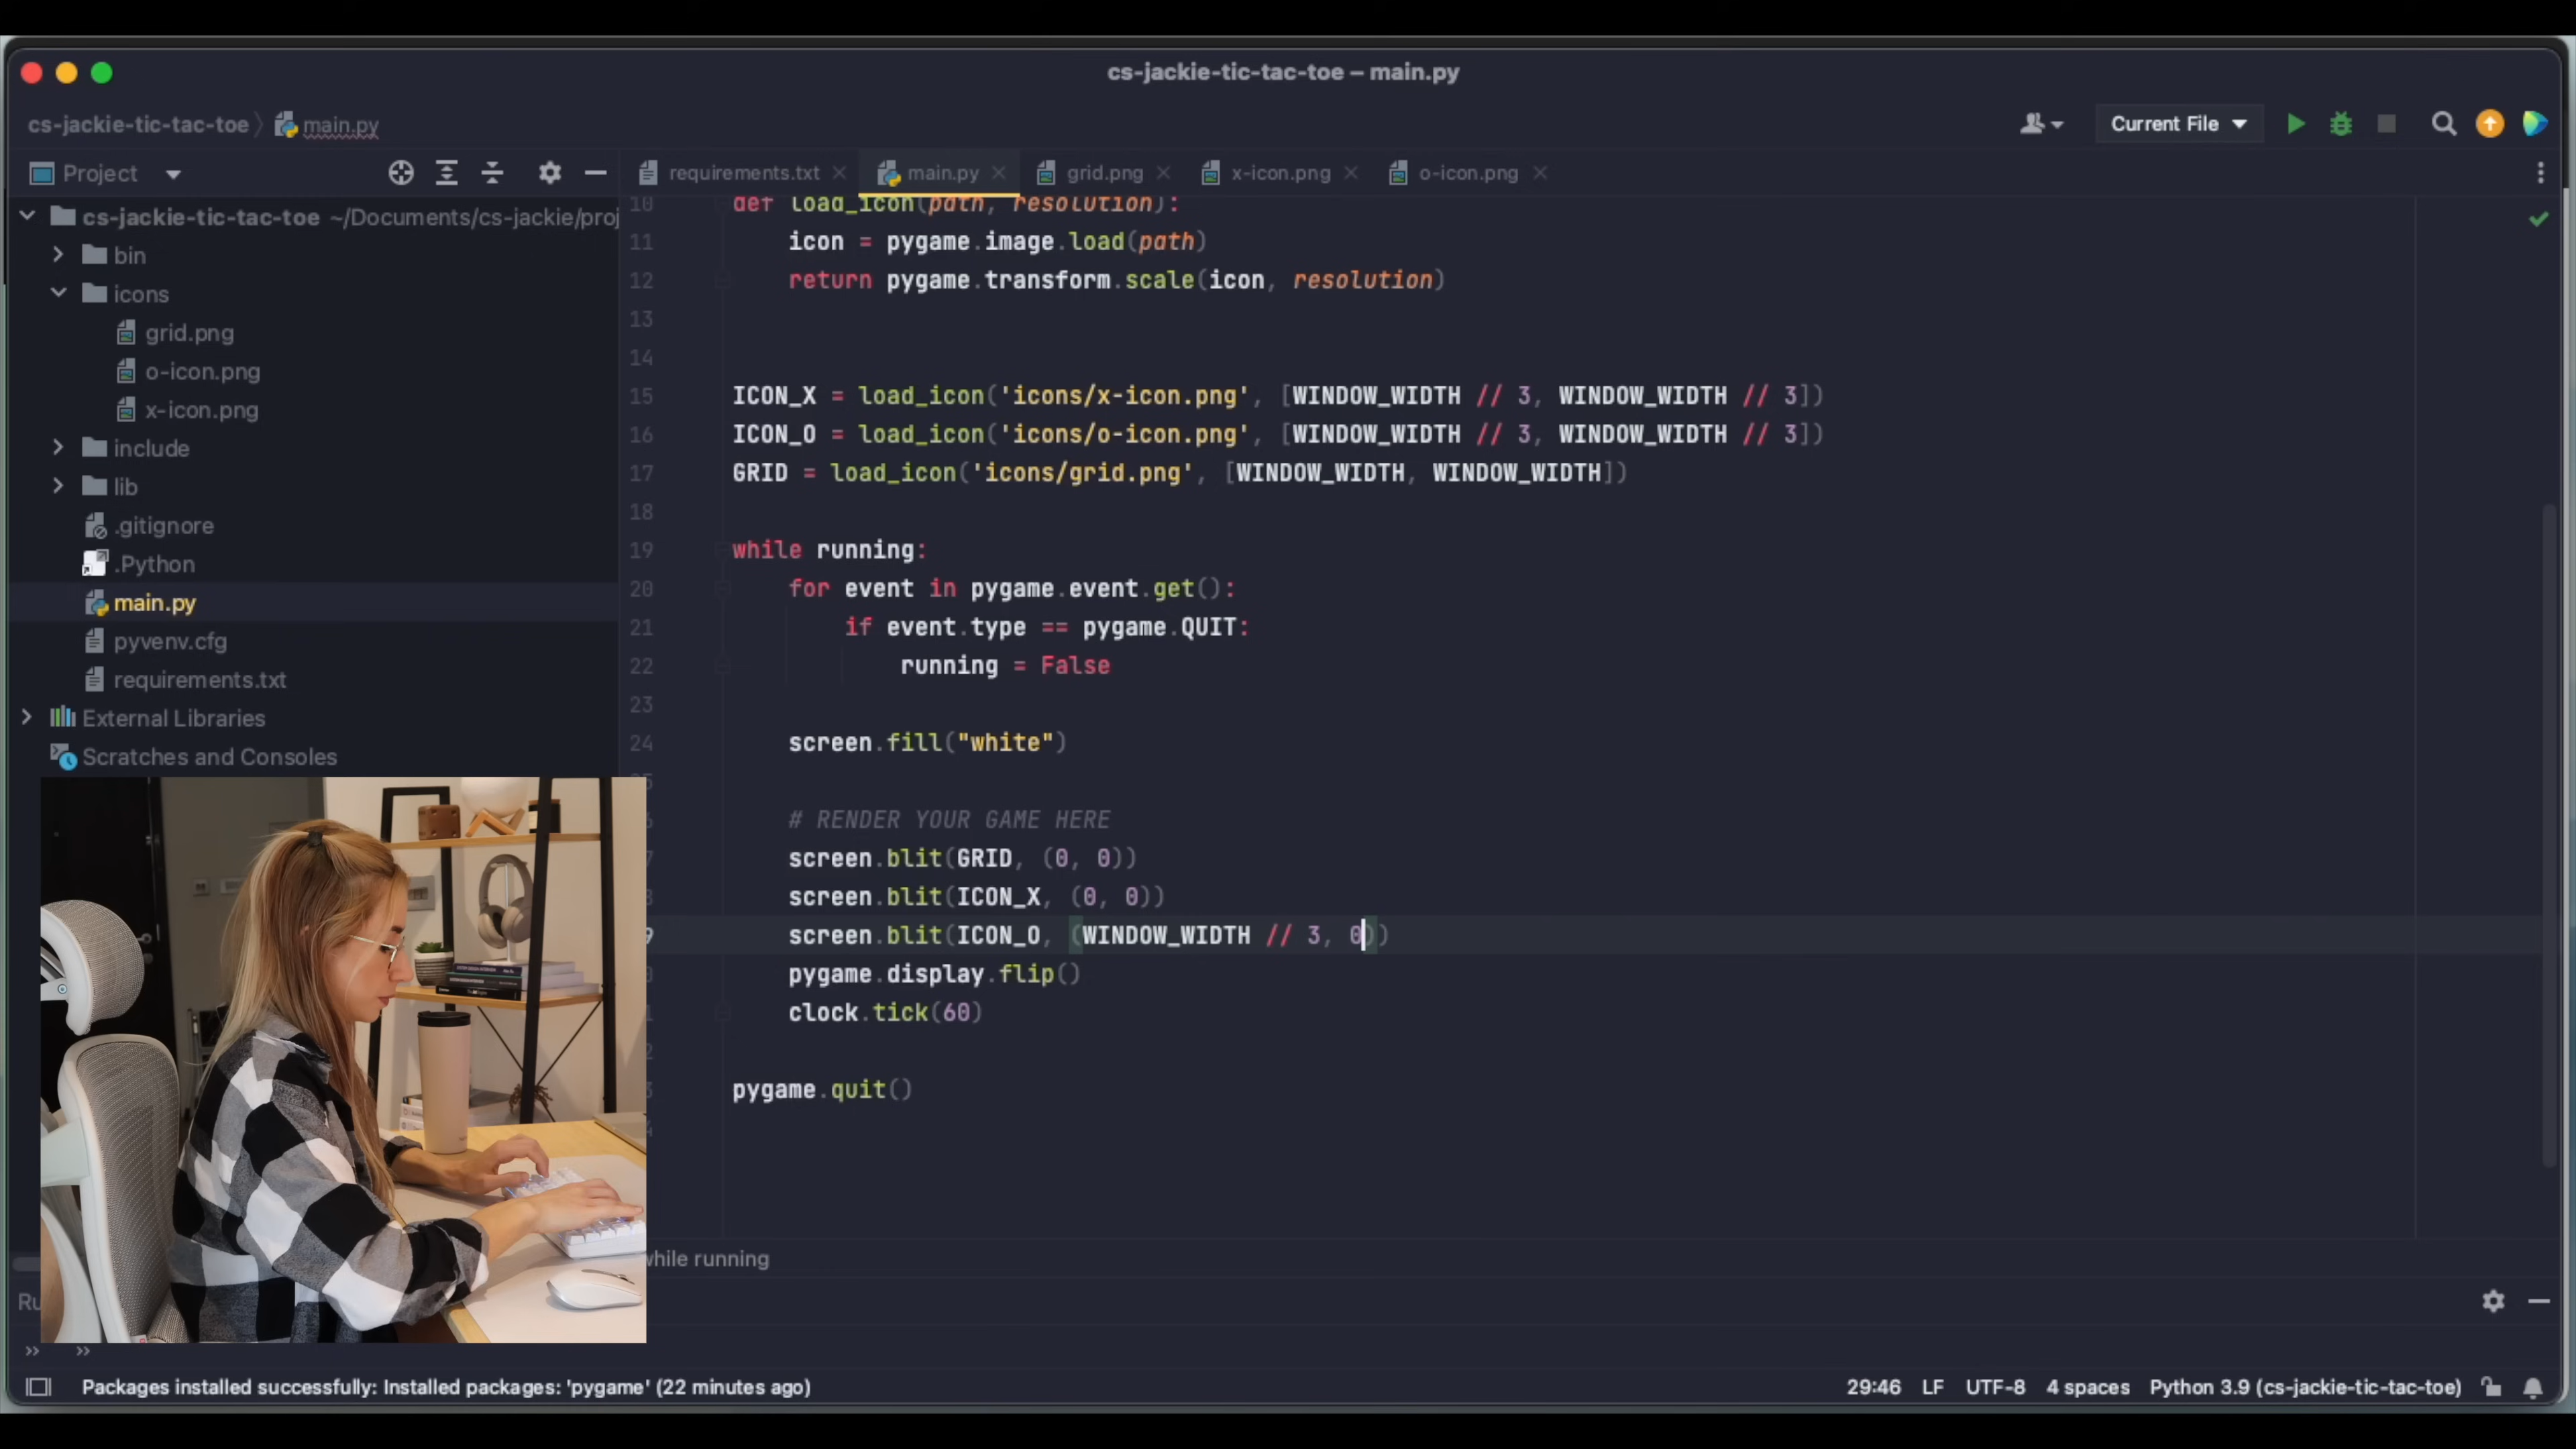 cs-jackie-tic-tac-toe – main.py
cs-jackie-tic-tac-toe
main.py
Current File
Project
requirements.txt
main.py
grid.png
x-icon.png
o-icon.png
cs-jackie-tic-tac-toe ~/Documents/cs-jackie/proj
bin
icons
grid.png
o-icon.png
x-icon.png
include
lib
.gitignore
.Python
main.py
pyvenv.cfg
requirements.txt
External Libraries
Scratches and Consoles
10 def load_icon(path, resolution):
11 icon = pygame.image.load(path)
12 return pygame.transform.scale(icon, resolution)
13
14
15 ICON_X = load_icon('icons/x-icon.png', [WINDOW_WIDTH // 3, WINDOW_WIDTH // 3])
16 ICON_O = load_icon('icons/o-icon.png', [WINDOW_WIDTH // 3, WINDOW_WIDTH // 3])
17 GRID = load_icon('icons/grid.png', [WINDOW_WIDTH, WINDOW_WIDTH])
18
19 while running:
20 for event in pygame.event.get():
21 if event.type == pygame.QUIT:
22 running = False
23
24 screen.fill("white")
# RENDER YOUR GAME HERE
screen.blit(GRID, (0, 0))
screen.blit(ICON_X, (0, 0))
9 screen.blit(ICON_O, (WINDOW_WIDTH // 3, 0))
pygame.display.flip()
clock.tick(60)
pygame.quit()
while running
Ru
Packages installed successfully: Installed packages: 'pygame' (22 minutes ago)
29:46 LF UTF-8 4 spaces Python 3.9 (cs-jackie-tic-tac-toe)